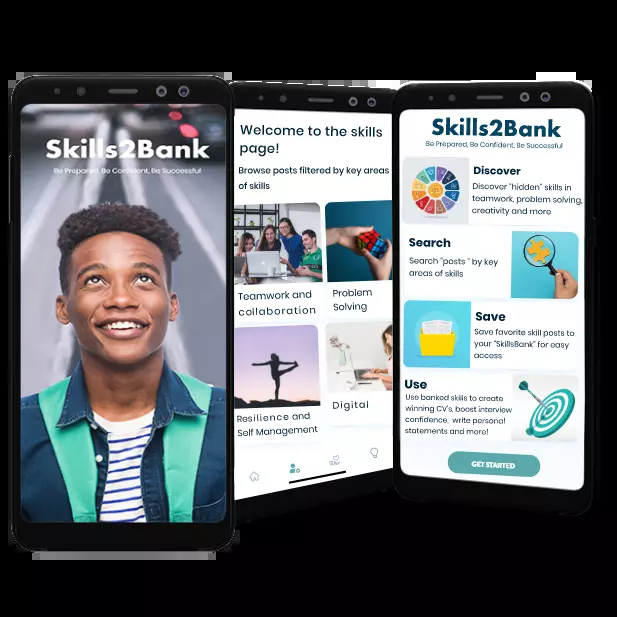 Skills2Bank
Be Prepared, Be Confident, Be Successful
Welcome to the skills
page!
Browse posts filtered by key areas
of skills
Teamwork and
collaboration
Problem
Solving
Resilience and
Self Management
Digital
Skills2Bank
Be Prepared, Be Confident, Be Successful
Discover
Discover "hidden" skills in
teamwork, problem solving,
creativity and more
Search
Search "posts " by key
areas of skills
Save
Save favorite skill posts to
your "SkillsBank" for easy
access
Use
Use banked skills to create
winning CV's, boost interview
confidence, write personal
statements and more!
GET STARTED